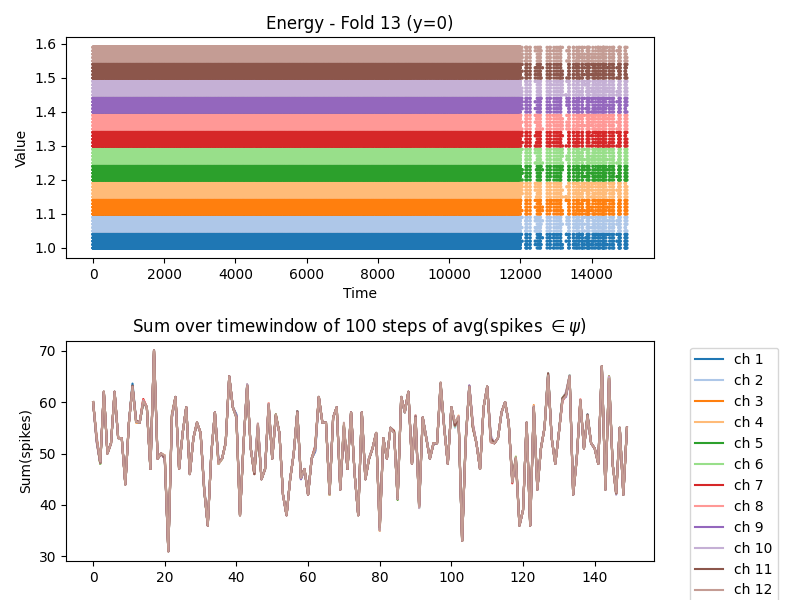 Energy - Fold 13 (y=0)
Value
1.6
1.5
1.4
1.3
1.2
1.1
1.0
0 2000 4000 6000 8000 10000 12000 14000
Time
Sum over timewindow of 100 steps of avg(spikes ∈ ψ)
Sum(spikes)
70
60
50
40
30
0 20 40 60 80 100 120 140
ch 1
ch 2
ch 3
ch 4
ch 5
ch 6
ch 7
ch 8
ch 9
ch 10
ch 11
ch 12